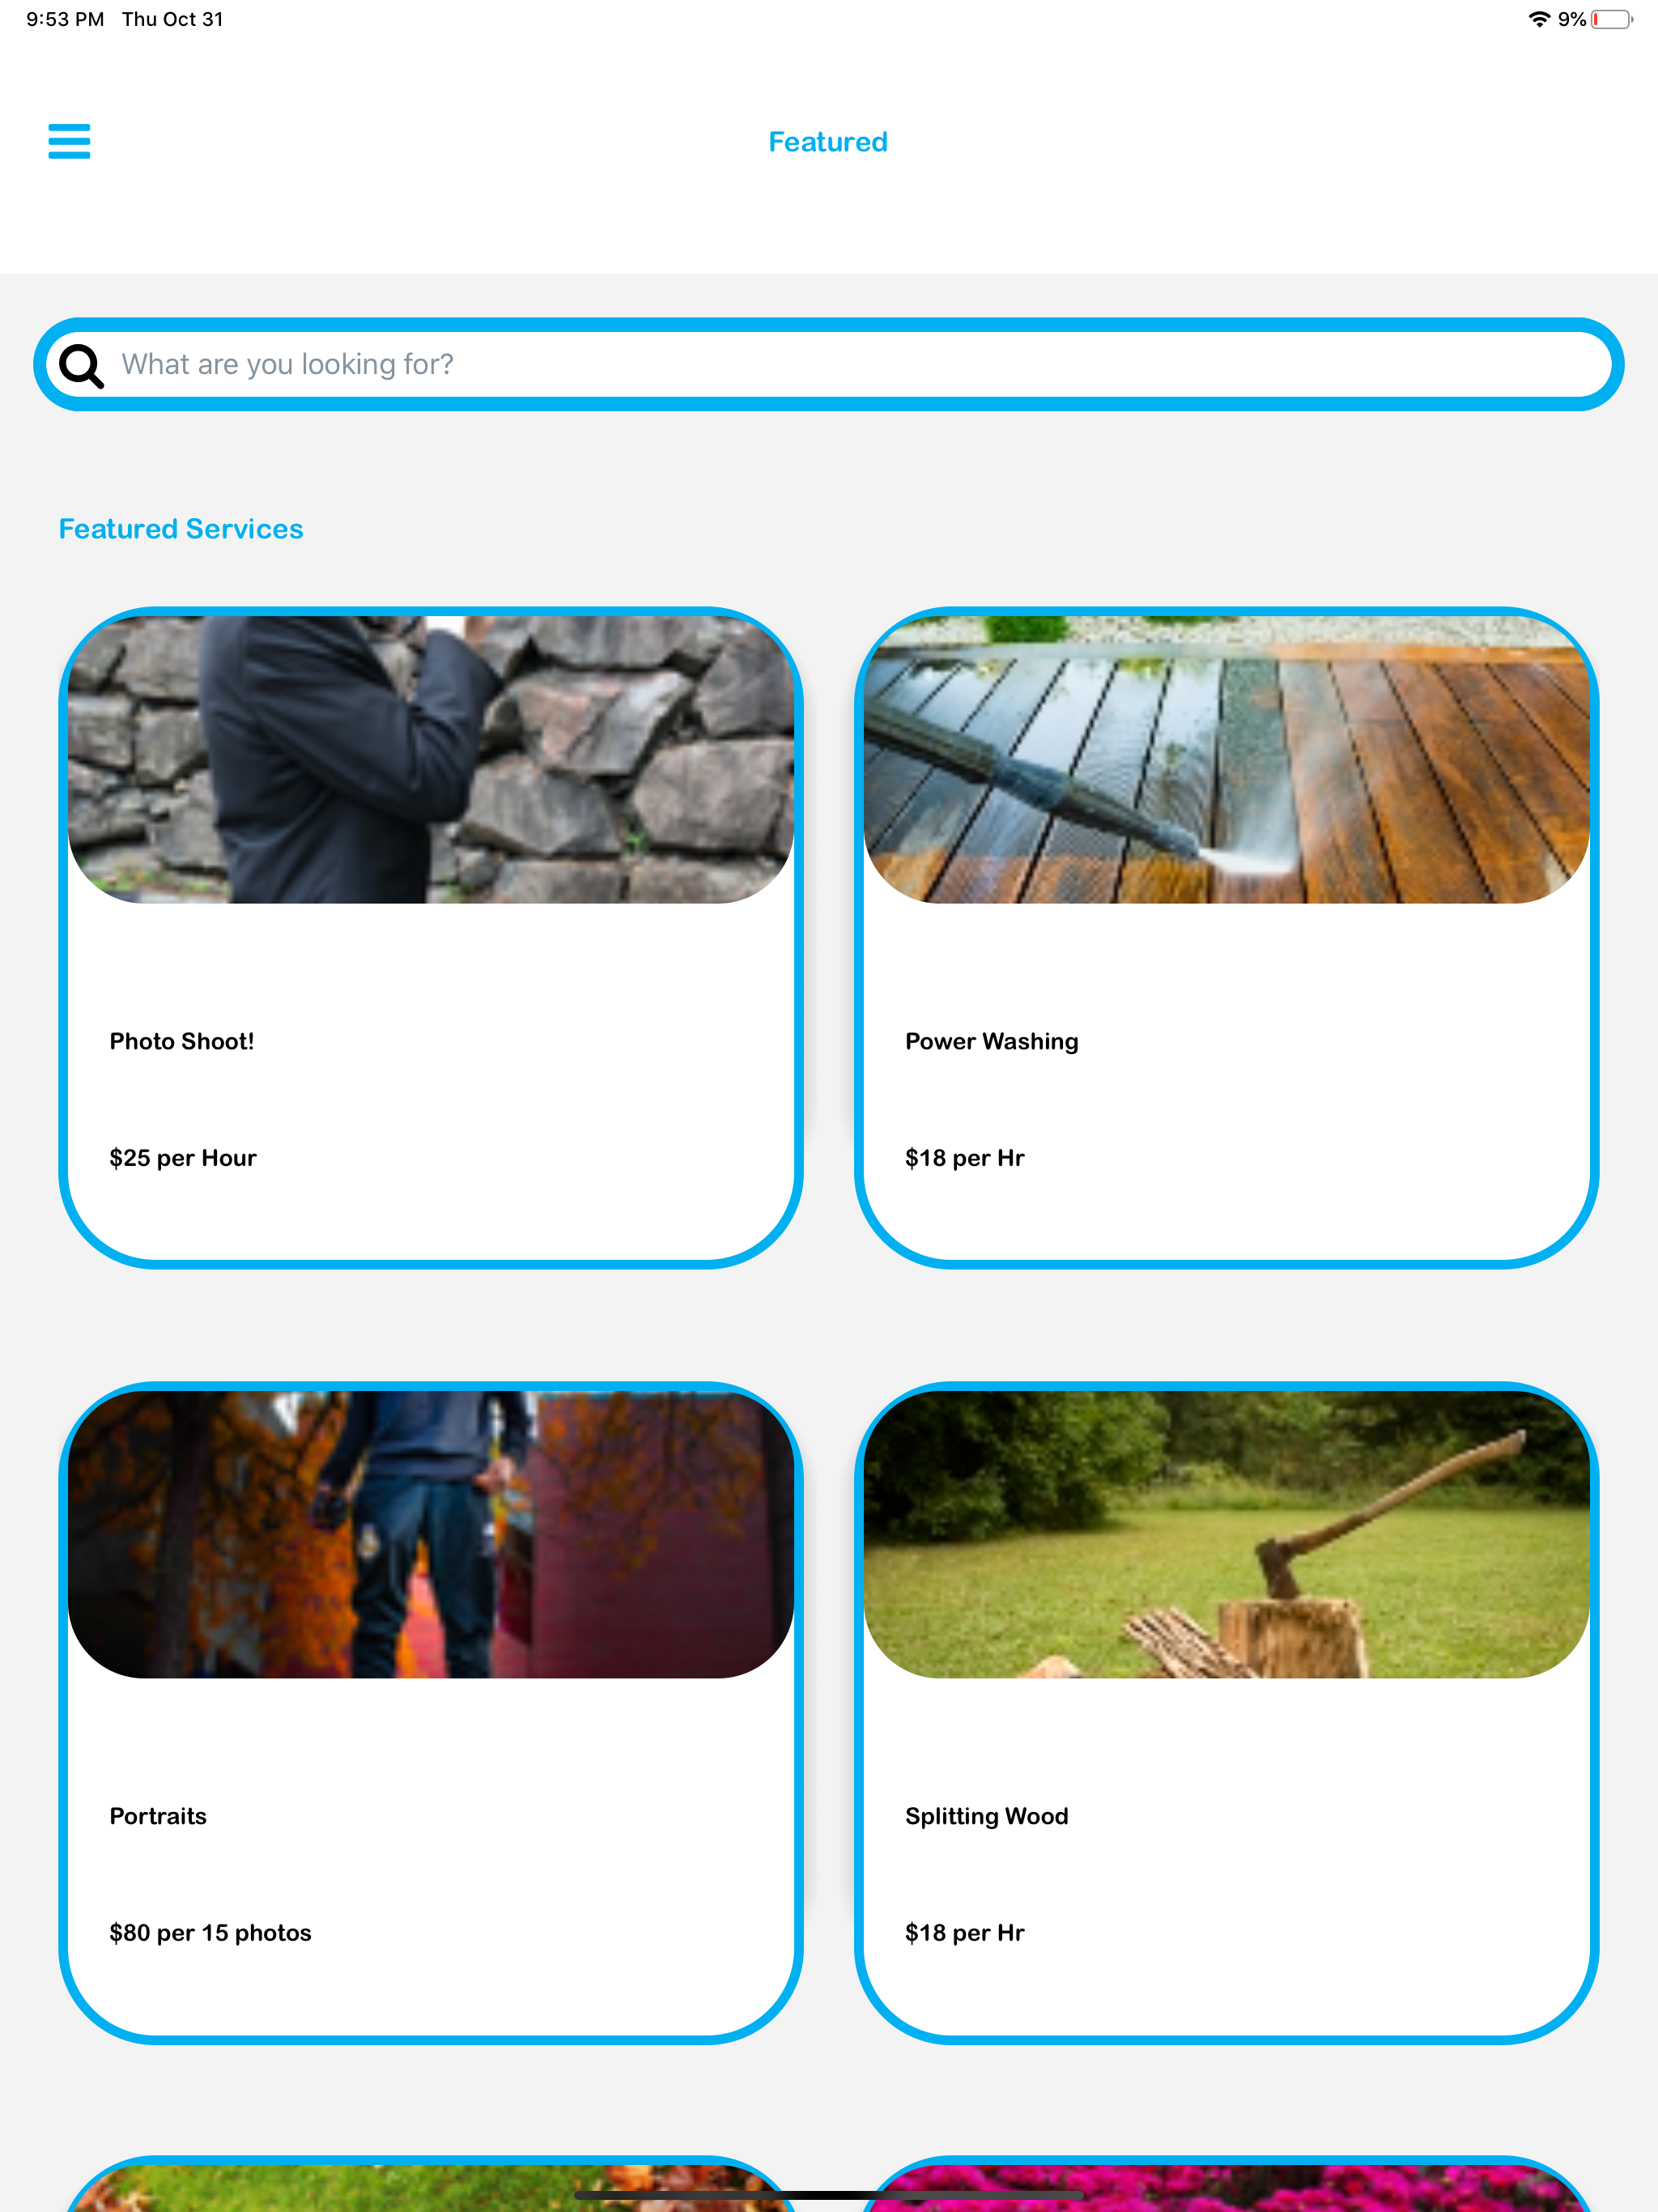 9:53 PM Thu Oct 31
9%
Featured
What are you looking for?
Featured Services
Photo Shoot!
$25 per Hour
Power Washing
$18 per Hr
Portraits
$80 per 15 photos
Splitting Wood
$18 per Hr